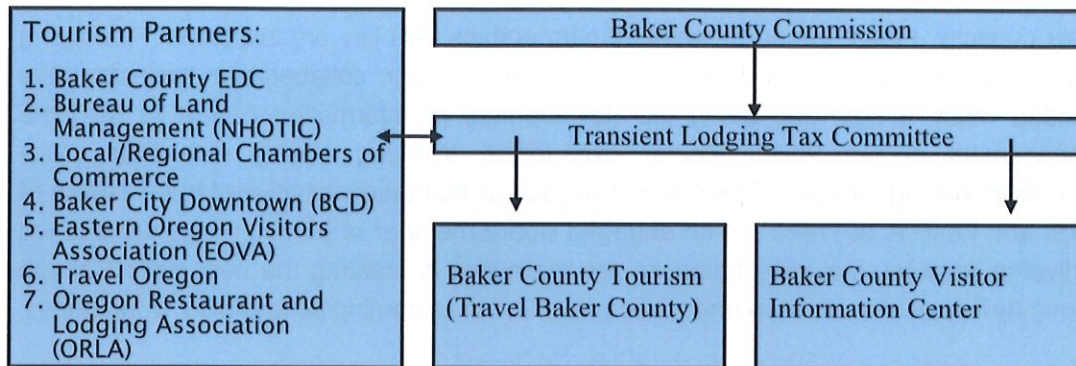 Tourism Partners:
1. Baker County EDC
2. Bureau of Land
Management (NHOTIC)
3. Local/Regional Chambers of
Commerce
4. Baker City Downtown (BCD)
5. Eastern Oregon Visitors
Association (EOVA)
6. Travel Oregon
7. Oregon Restaurant and
Lodging Association
(ORLA)
Baker County Commission
Transient Lodging Tax Committee
Baker County Tourism
(Travel Baker County)
Baker County Visitor
Information Center